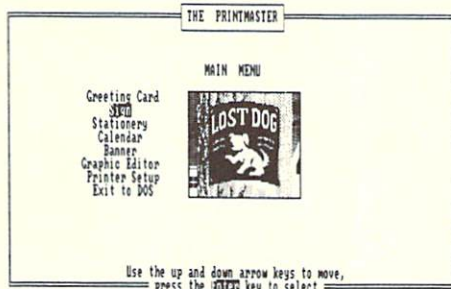 THE PRINTMASTER
MAIN MENU
Greeting Card
Sign
Stationery
Calendar
Banner
Graphic Editor
Printer Setup
Exit to DOS
LOST DOG
Use the up and down arrow keys to move,
press the Enter key to select